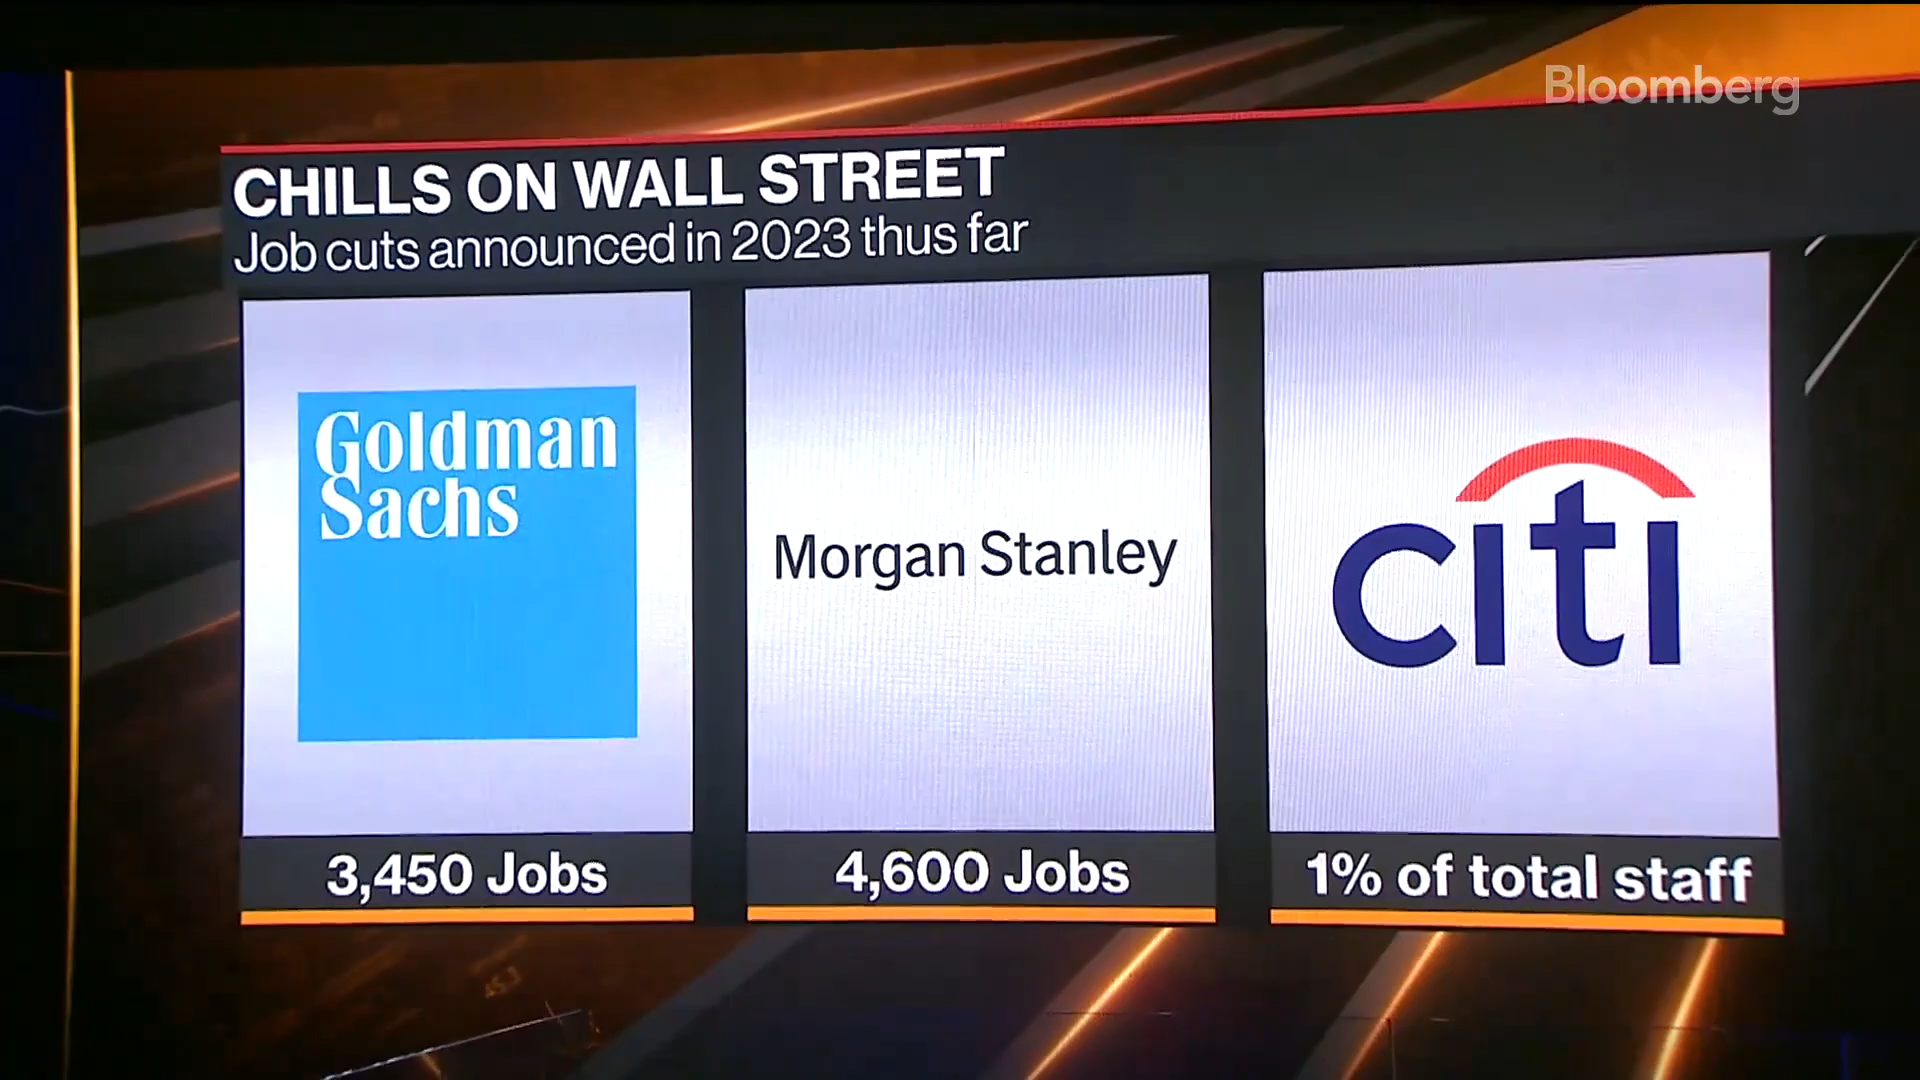 Bloomberg
CHILLS ON WALL STREET
Job cuts announced in 2023 thus far
Goldman
Sachs
Morgan Stanley
citi
3,450 Jobs
4,600 Jobs
1% of total staff